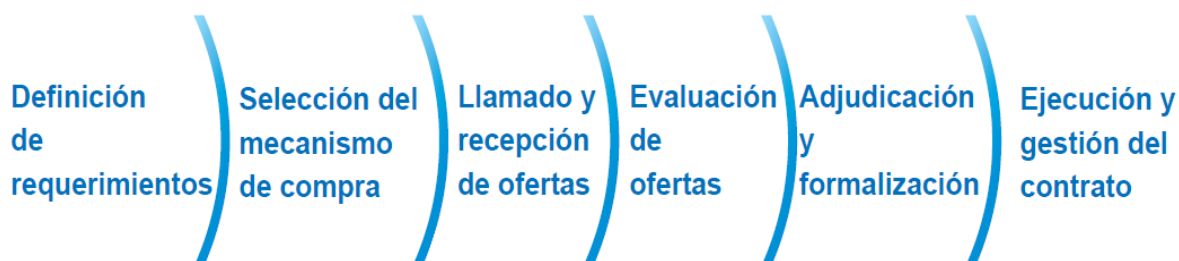 Definición
de
requerimientos
Selección del
mecanismo
de compra
Llamado y
recepción
de ofertas
Evaluación
de
ofertas
Adjudicación
y
formalización
Ejecución y
gestión del
contrato